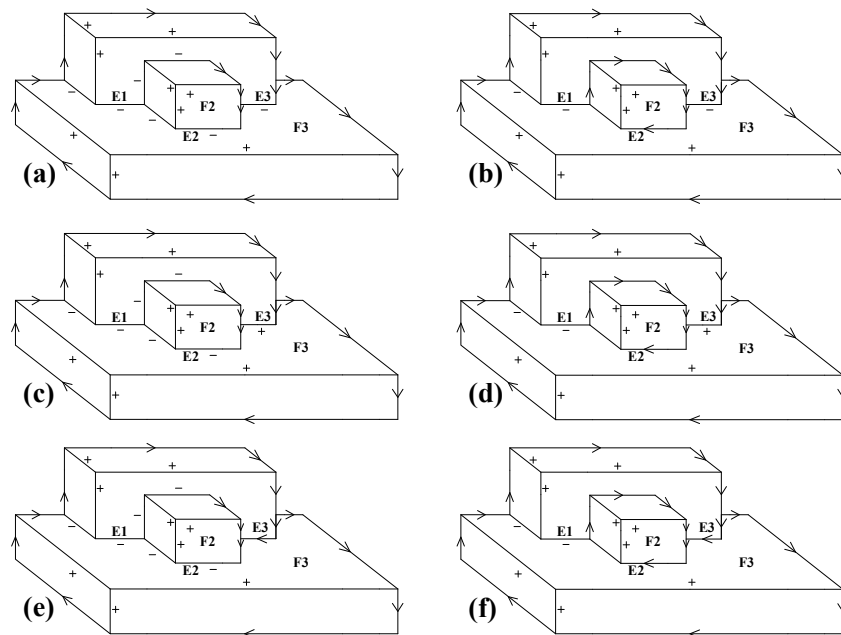 E1 F2 E3
E2 F3
(a)
E1 F2 E3
E2 F3
(b)
E1 F2 E3
E2 F3
(c)
E1 F2 E3
E2 F3
(d)
E1 F2 E3
E2 F3
(e)
E1 F2 E3
E2 F3
(f)